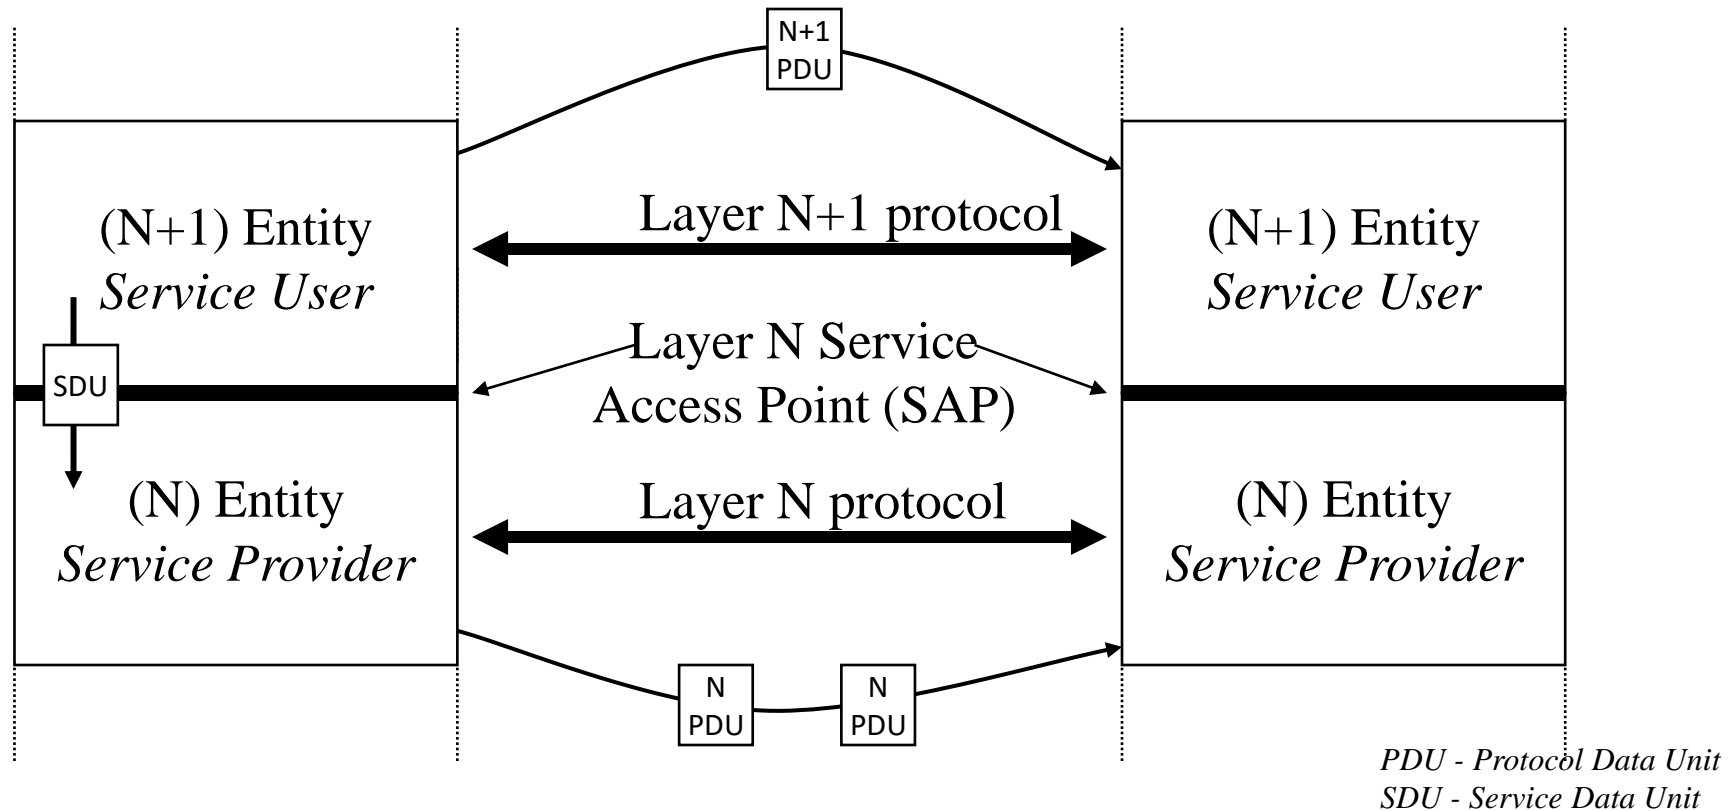 N+1
PDU
(N+1) Entity
Service User
Layer N+1 protocol
(N+1) Entity
Service User
SDU
Layer N Service
Access Point (SAP)
(N) Entity
Service Provider
Layer N protocol
(N) Entity
Service Provider
N
PDU
N
PDU
PDU - Protocol Data Unit
SDU - Service Data Unit